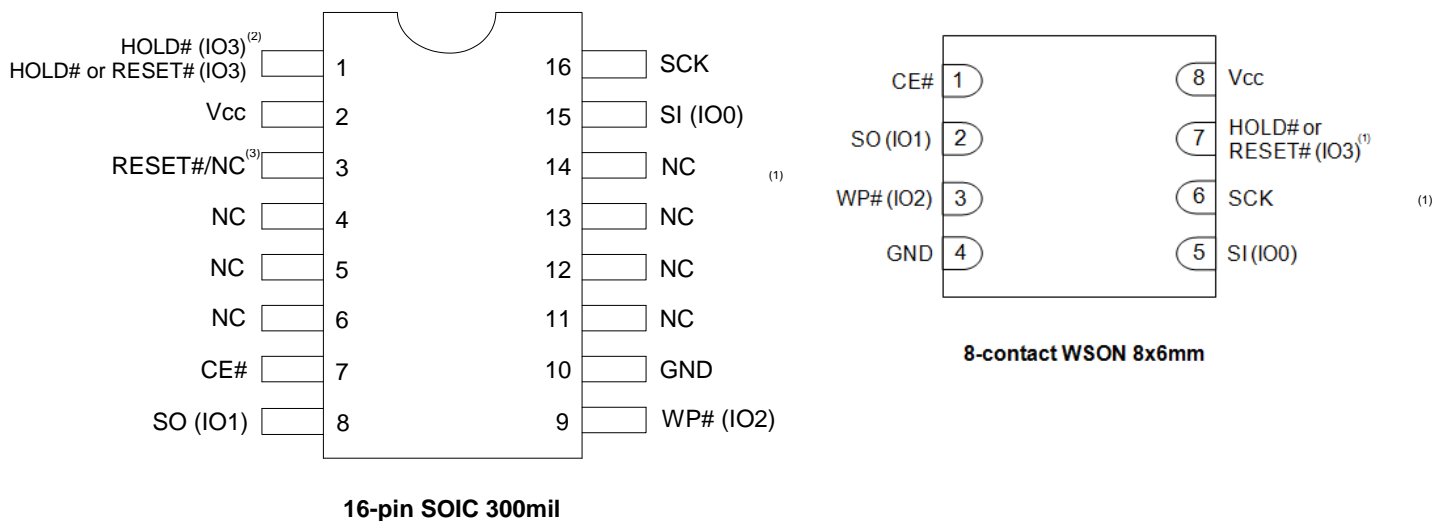 HOLD# (IO3)(2)
HOLD# or RESET# (IO3)
1
16
SCK
Vcc
2
15
SI (IO0)
RESET#/NC(3)
3
14
NC
(1)
NC
4
13
NC
NC
5
12
NC
NC
6
11
NC
CE#
7
10
GND
SO (IO1)
8
9
WP# (IO2)
16-pin SOIC 300mil
CE#
1
8
Vcc
SO (IO1)
2
7
HOLD# or
RESET# (IO3)(1)
WP# (IO2)
3
6
SCK
(1)
GND
4
5
SI (IO0)
8-contact WSON 8x6mm